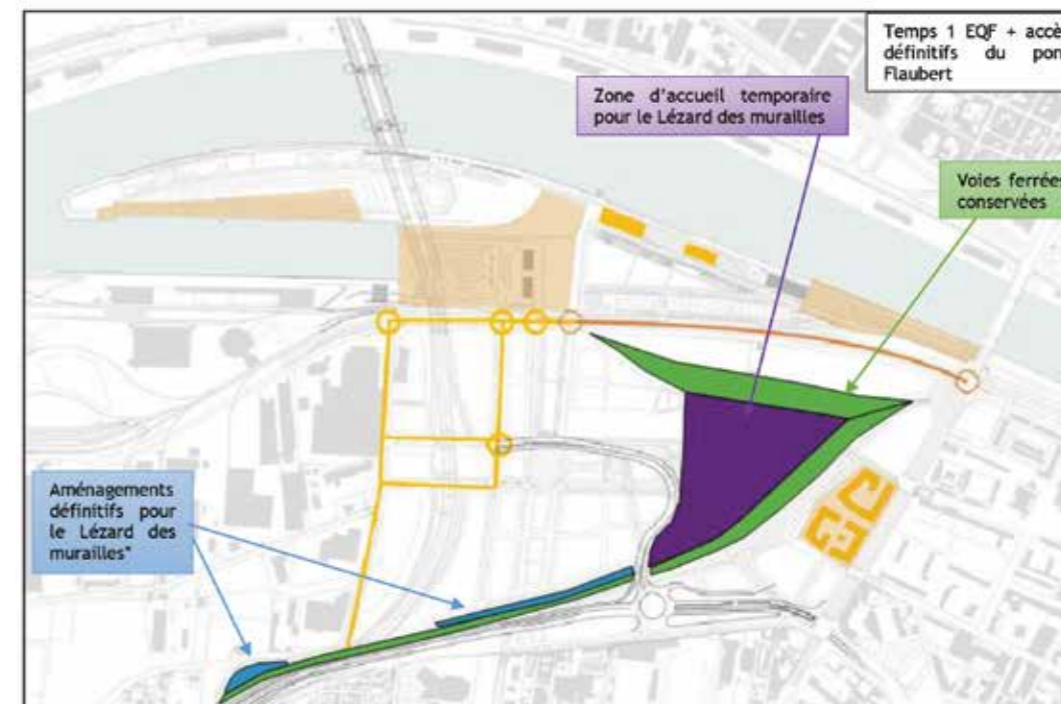 Temps 1 EQF + accè
définitifs du pon
Flaubert
Zone d'accueil temporaire
pour le Lézard des murailles
Voies ferrées
conservées
Aménagements
définitifs pour
le Lézard des
murailles*